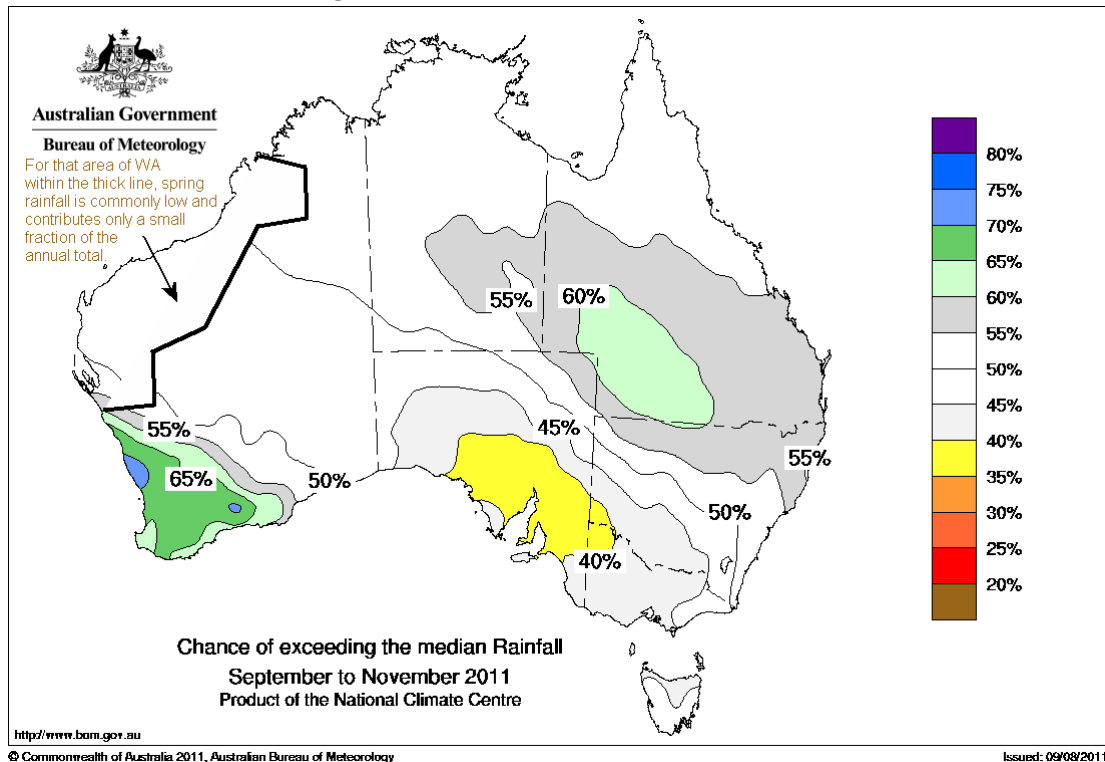 Australian Government
Bureau of Meteorology
For that area of WA
within the thick line, spring
rainfall is commonly low and
contributes only a small
fraction of the
annual total.
80%
75%
70%
65%
60%
55%
50%
45%
40%
35%
30%
25%
20%
55%
60%
55%
45%
65%
50%
55%
50%
40%
Chance of exceeding the median Rainfall
September to November 2011
Product of the National Climate Centre
http://www.bom.gov.au
© Commonwealth of Australia 2011, Australian Bureau of Meteorology
Issued: 09/08/2011